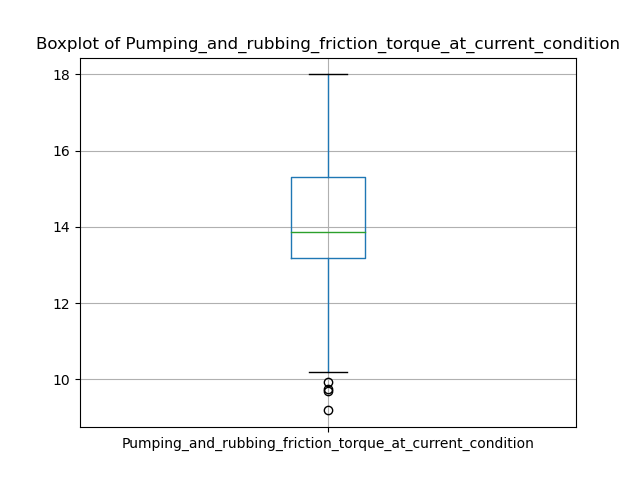 Boxplot of Pumping_and_rubbing_friction_torque_at_current_condition
18
16
14
12
10
Pumping_and_rubbing_friction_torque_at_current_condition